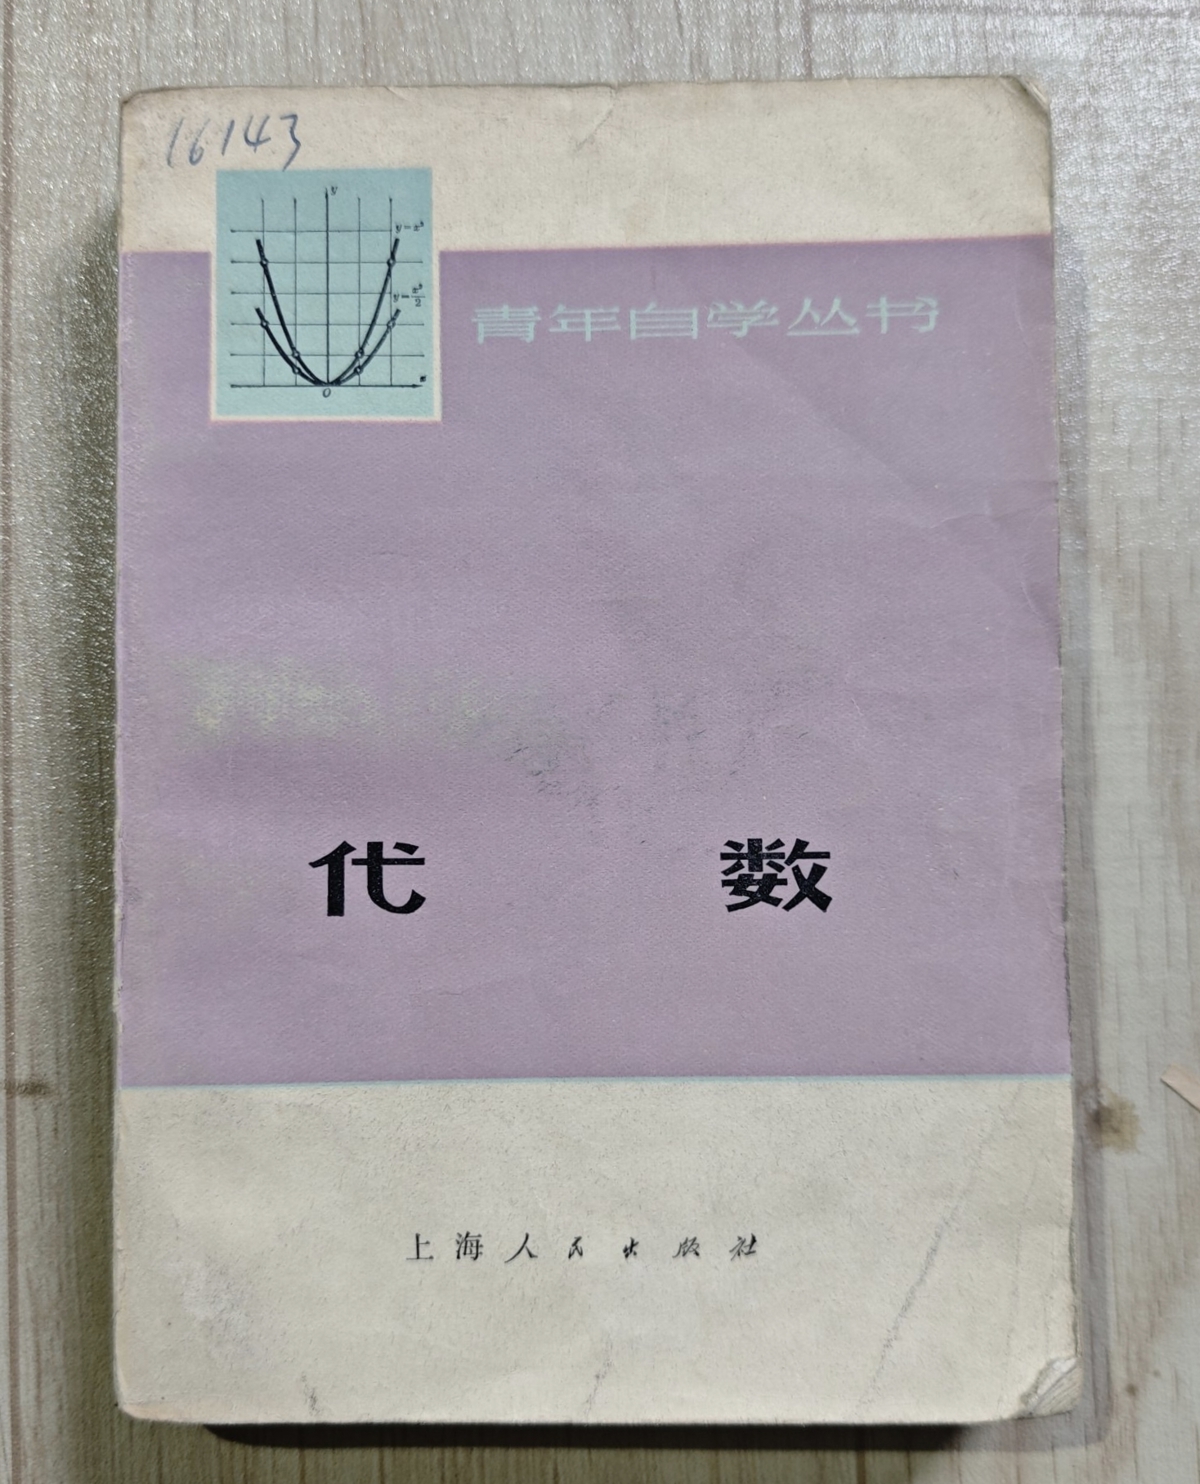 16143
y
y=x²
y=x²/2
x
O
青年自学丛书
代 数
上海人民出版社